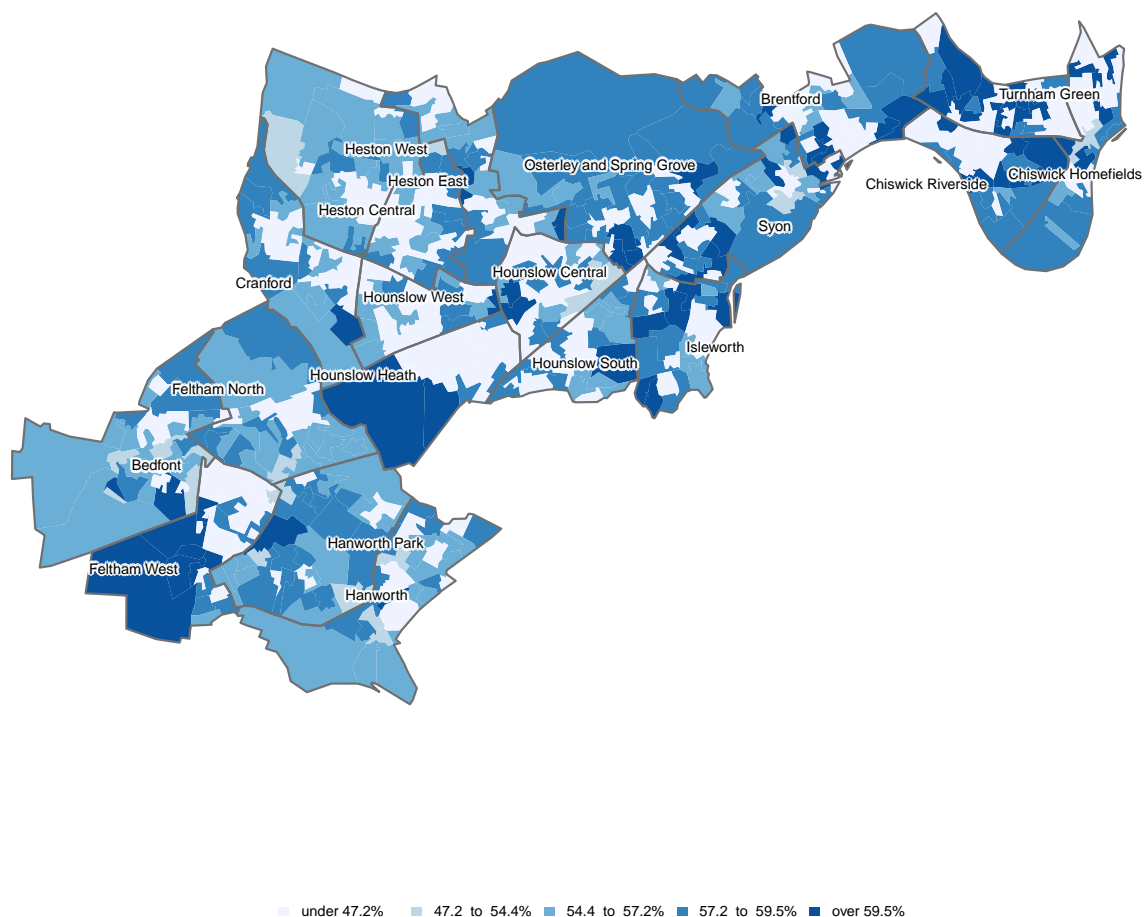 Brentford
Turnham Green
Heston West
Osterley and Spring Grove
Chiswick Homefields
Heston East
Chiswick Riverside
Heston Central
Syon
Hounslow Central
Cranford
Hounslow West
Isleworth
Hounslow South
Hounslow Heath
Feltham North
Bedfont
Hanworth Park
Feltham West
Hanworth
under 47.2% 47.2 to 54.4% 54.4 to 57.2% 57.2 to 59.5% over 59.5%